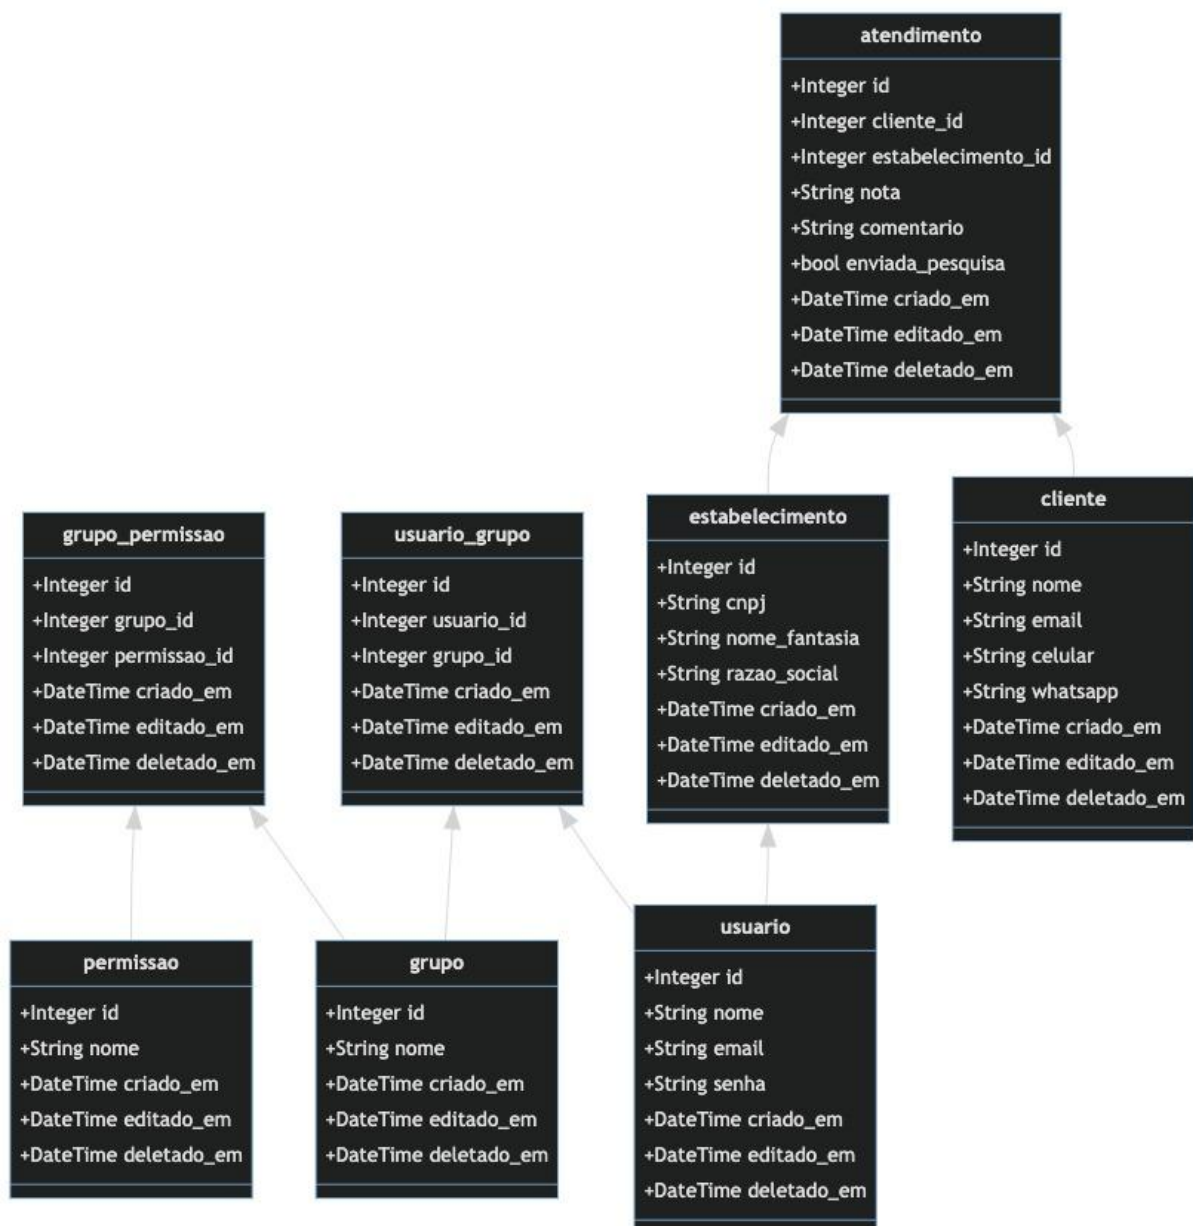 atendimento
+Integer id
+Integer cliente_id
+Integer estabelecimento_id
+String nota
+String comentario
+bool enviada_pesquisa
+DateTime criado_em
+DateTime editado_em
+DateTime deletado_em
grupo_permissao
+Integer id
+Integer grupo_id
+Integer permissao_id
+DateTime criado_em
+DateTime editado_em
+DateTime deletado_em
usuario_grupo
+Integer id
+Integer usuario_id
+Integer grupo_id
+DateTime criado_em
+DateTime editado_em
+DateTime deletado_em
estabelecimento
+Integer id
+String cnpj
+String nome_fantasia
+String razao_social
+DateTime criado_em
+DateTime editado_em
+DateTime deletado_em
cliente
+Integer id
+String nome
+String email
+String celular
+String whatsapp
+DateTime criado_em
+DateTime editado_em
+DateTime deletado_em
permissao
+Integer id
+String nome
+DateTime criado_em
+DateTime editado_em
+DateTime deletado_em
grupo
+Integer id
+String nome
+DateTime criado_em
+DateTime editado_em
+DateTime deletado_em
usuario
+Integer id
+String nome
+String email
+String senha
+DateTime criado_em
+DateTime editado_em
+DateTime deletado_em